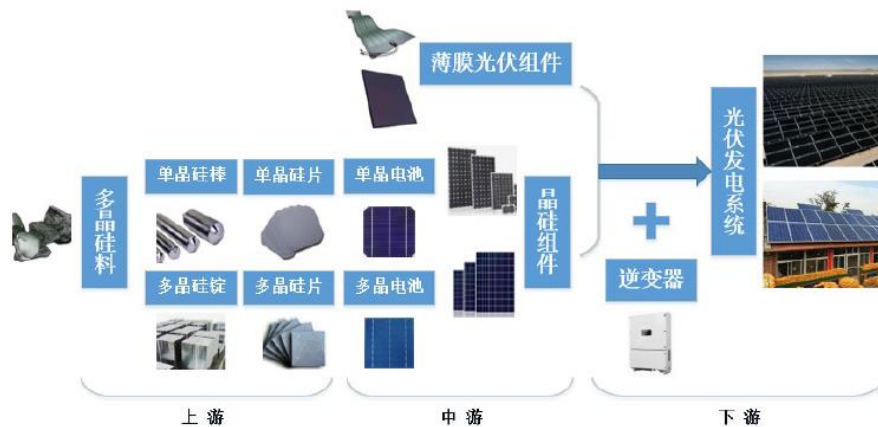 薄膜光伏组件
多晶硅料
单晶硅棒
单晶硅片
单晶电池
多晶硅锭
多晶硅片
多晶电池
晶硅组件
逆变器
光伏发电系统
上游
中游
下游